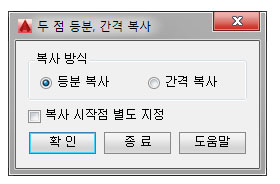 두 점 등분, 간격 복사
복사 방식
등분 복사 간격 복사
복사 시작점 별도 지정
확 인 종 료 도움말